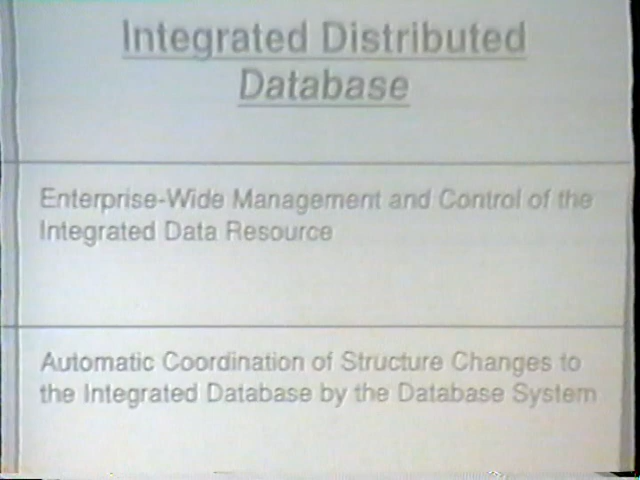 Integrated Distributed
Database
Enterprise-Wide Management and Control of the
Integrated Data Resource
Automatic Coordination of Structure Changes to
the Integrated Database by the Database System